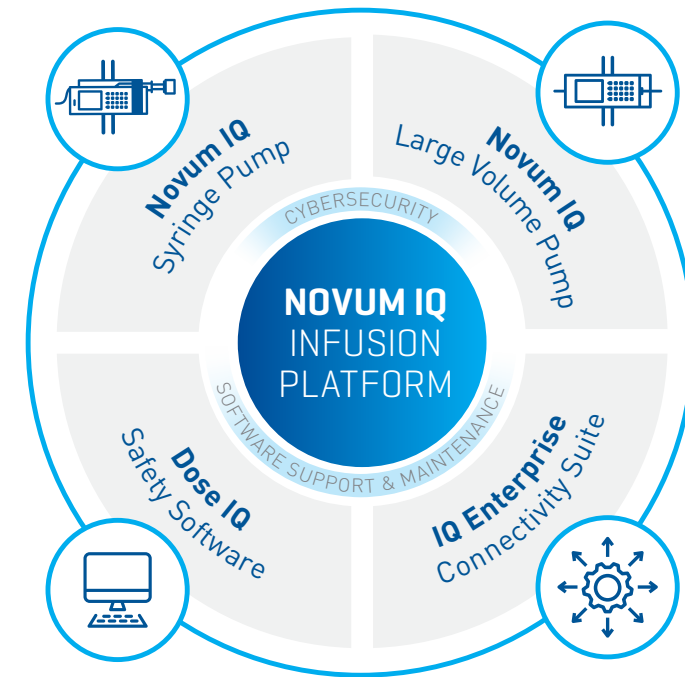 Novum IQ
Syringe Pump
Novum IQ
Large Volume Pump
CYBERSECURITY
NOVUM IQ
INFUSION
PLATFORM
SOFTWARE SUPPORT & MAINTENANCE
Dose IQ
Safety Software
IQ Enterprise
Connectivity Suite